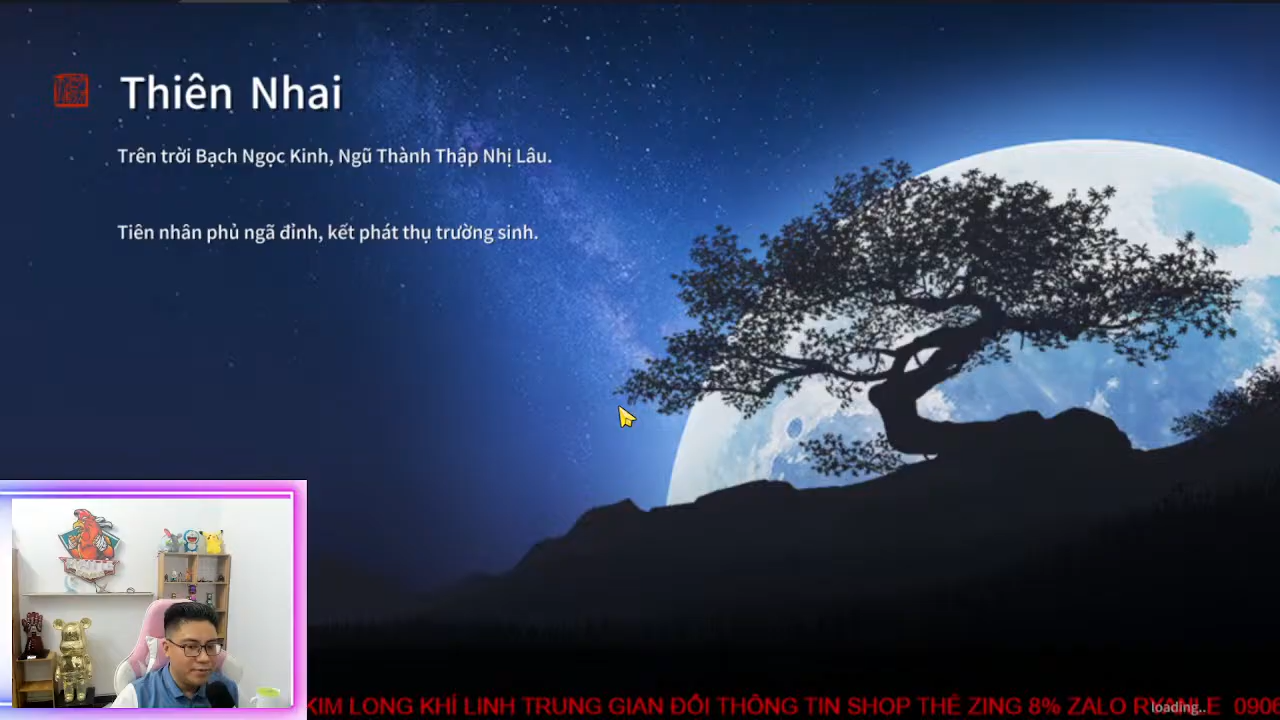 Thiên Nhai
Trên trời Bạch Ngọc Kinh, Ngũ Thành Thập Nhị Lâu.
Tiên nhân phủ ngã đỉnh, kết phát thụ trường sinh.
KIM LONG KHÍ LINH TRUNG GIAN ĐỔI THÔNG TIN SHOP THẺ ZING 8% ZALO RYANLE 090
loading..